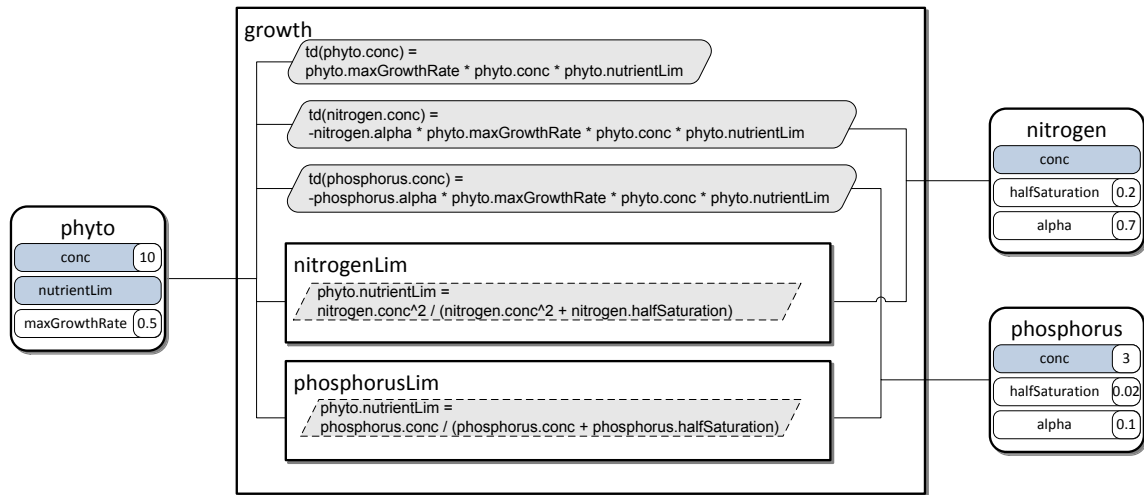 growth
td(phyto.conc) =
phyto.maxGrowthRate * phyto.conc * phyto.nutrientLim
td(nitrogen.conc) =
-nitrogen.alpha * phyto.maxGrowthRate * phyto.conc * phyto.nutrientLim
td(phosphorus.conc) =
-phosphorus.alpha * phyto.maxGrowthRate * phyto.conc * phyto.nutrientLim
nitrogenLim
phyto.nutrientLim =
nitrogen.conc^2 / (nitrogen.conc^2 + nitrogen.halfSaturation)
phosphorusLim
phyto.nutrientLim =
phosphorus.conc / (phosphorus.conc + phosphorus.halfSaturation)
phyto
conc 10
nutrientLim
maxGrowthRate 0.5
nitrogen
conc
halfSaturation 0.2
alpha 0.7
phosphorus
conc 3
halfSaturation 0.02
alpha 0.1